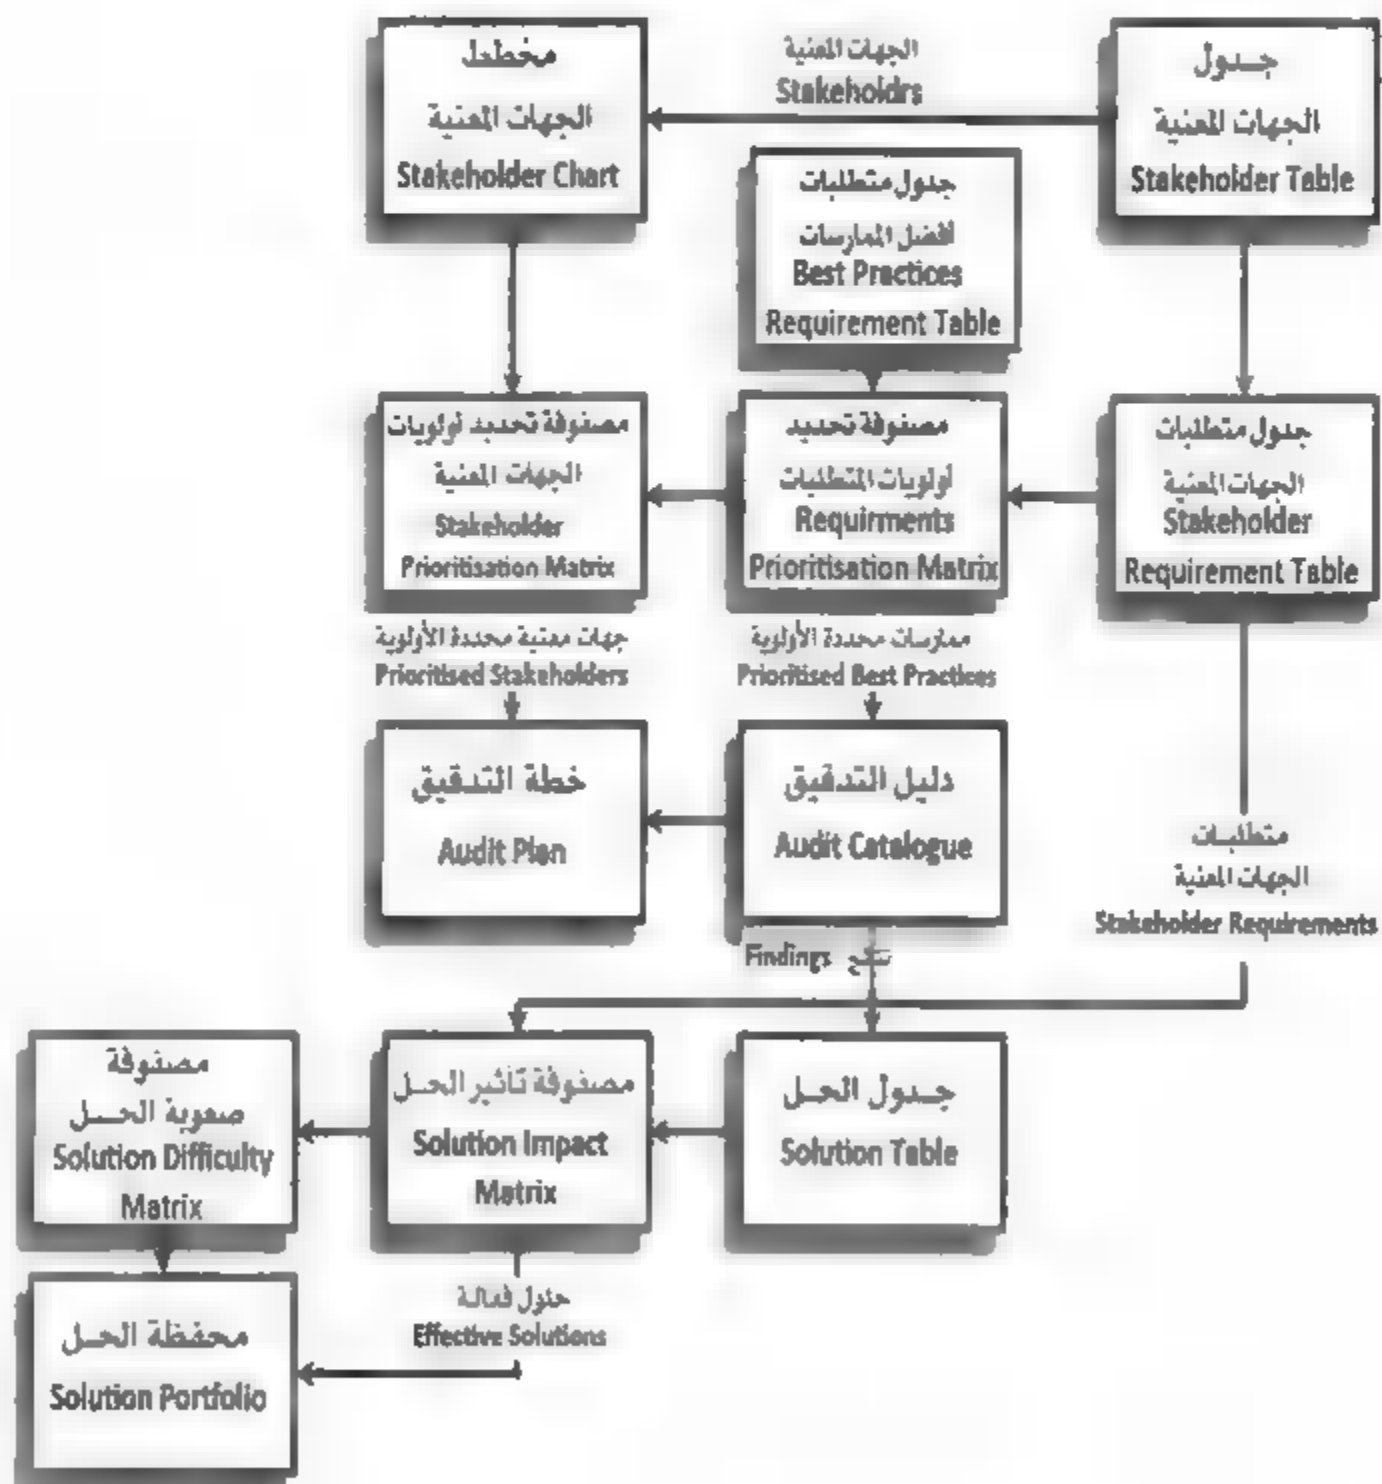 مخطط
الجهات المعنية
Stakeholder Chart
الجهات المعنية
Stakeholdrs
جدول
الجهات المعنية
Stakeholder Table
جدول متطلبات
أفضل الممارسات
Best Practices
Requirement Table
مصفوفة تحديد أولويات
الجهات المعنية
Stakeholder
Prioritisation Matrix
مصفوفة تحديد
أولويات المتطلبات
Requirments
Prioritisation Matrix
جدول متطلبات
الجهات المعنية
Stakeholder
Requirement Table
جهات معنية محددة الأولوية
Prioritised Stakeholders
ممارسات محددة الأولوية
Prioritised Best Practices
خطة التدقيق
Audit Plan
دليل التدقيق
Audit Catalogue
متطلبات
الجهات المعنية
Stakeholder Requirements
Findings
مصفوفة
صعوبة الحل
Solution Difficulty
Matrix
مصفوفة تأثير الحل
Solution Impact
Matrix
جدول الحل
Solution Table
حلول فعالة
Effective Solutions
محفظة الحل
Solution Portfolio